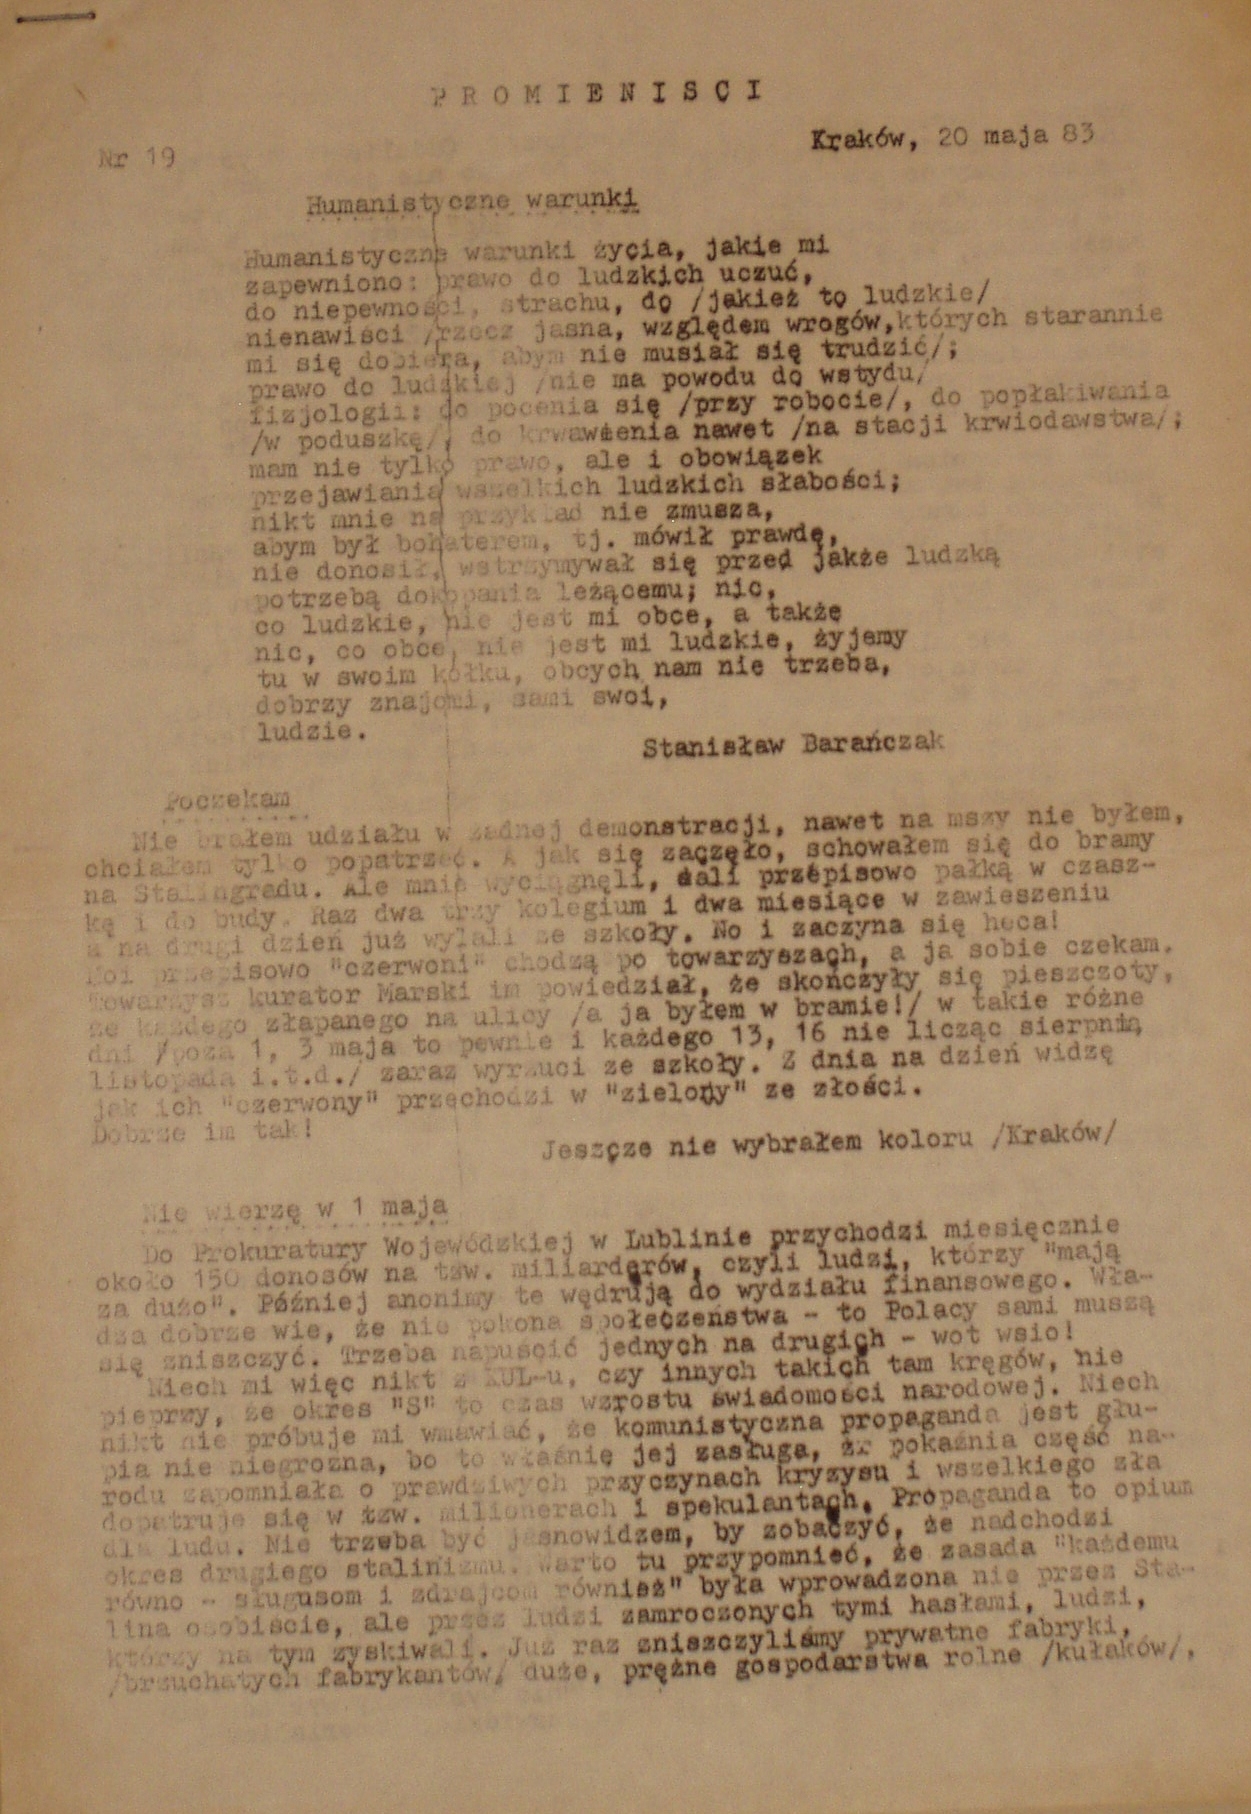 PROMIENISCI
Kraków, 20 maja 83
Nr 19
Humanistyczne warunki
Humanistyczne warunki życia, jakie mi
zapewniono: prawo do ludzkich uczuć,
do niepewności, strachu, do /jakież to ludzkie/
nienawiści /rzecz jasna, względem wrogów,których starannie
mi się dobiera, abym nie musiał się trudzić/;
prawo do ludzkiej /nie ma powodu do wstydu/
fizjologii: do pocenia się /przy robocie/, do popłakiwania
/w poduszkę/, do krwawienia nawet /na stacji krwiodawstwa/;
mam nie tylko prawo, ale i obowiązek
przejawiania wszelkich ludzkich słabości;
nikt mnie na przykład nie zmusza,
abym był bohaterem, tj. mówił prawdę,
nie donosił, wstrzymywał się przed jakże ludzką
potrzebą dokopania leżącemu; nic,
co ludzkie, nie jest mi obce, a także
nic, co obce, nie jest mi ludzkie, żyjemy
tu w swoim kółku, obcych nam nie trzeba,
dobrzy znajomi, sami swoi,
ludzie.
Stanisław Barańczak
Poczekam
Nie brałem udziału w żadnej demonstracji, nawet na mszy nie byłem,
chciałem tylko popatrzeć. A jak się zaczęło, schowałem się do bramy
na Stalingradu. Ale mnie wyciągnęli, dali przepisowo pałką w czasz-
kę i do budy. Raz dwa trzy kolegium i dwa miesiące w zawieszeniu
a na drugi dzień już wylali ze szkoły. No i zaczyna się heca!
Moi przepisowo "czerwoni" chodzą po towarzyszach, a ja sobie czekam.
Towarzysz kurator Marski im powiedział, że skończyły się pieszczoty,
że każdego złapanego na ulicy /a ja byłem w bramie!/ w takie różne
dni /poza 1, 3 maja to pewnie i każdego 13, 16 nie licząc sierpnia,
listopada i.t.d./ zaraz wyrzuci ze szkoły. Z dnia na dzień widzę
jak ich "czerwony" przechodzi w "zielony" ze złości.
Dobrze im tak!
Jeszcze nie wybrałem koloru /Kraków/
Nie wierzę w 1 maja
Do Prokuratury Wojewódzkiej w Lublinie przychodzi miesięcznie
około 150 donosów na tzw. miliarderów, czyli ludzi, którzy "mają
za dużo". Później anonimy te wędrują do wydziału finansowego. Wła-
dza dobrze wie, że nie pokona społeczeństwa - to Polacy sami muszą
się zniszczyć. Trzeba napuścić jednych na drugich - wot wsio!
Niech mi więc nikt z KUL-u, czy innych takich tam kręgów, nie
pieprzy, że okres "S" to czas wzrostu świadomości narodowej. Niech
nikt nie próbuje mi wmawiać, że komunistyczna propaganda jest głu-
pia nie niegroźna, bo to właśnie jej zasługa, że pokaźnia część na-
rodu zapomniała o prawdziwych przyczynach kryzysu i wszelkiego zła
dopatruje się w tzw. milionerach i spekulantach. Propaganda to opium
dla ludu. Nie trzeba być jasnowidzem, by zobaczyć, że nadchodzi
okres drugiego stalinizmu. Warto tu przypomnieć, że zasada "każdemu
równo - sługusom i zdrajcom również" była wprowadzona nie przez Sta-
lina osobiście, ale przez ludzi zamroczonych tymi hasłami, ludzi,
którzy na tym zyskiwali. Już raz zniszczyliśmy prywatne fabryki,
/brzuchatych fabrykantów/ duże, prężne gospodarstwa rolne /kułaków/,